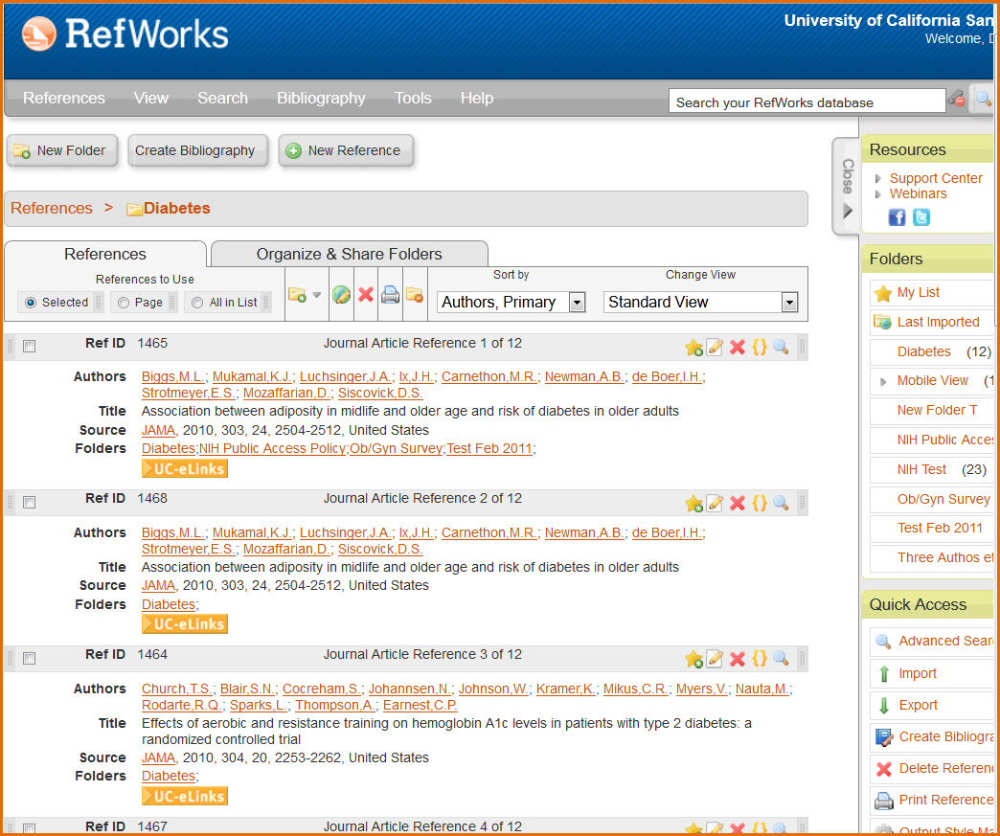 RefWorks
University of California San
Welcome,
References View Search Bibliography Tools Help
Search your RefWorks database
New Folder Create Bibliography New Reference
References > Diabetes
References Organize & Share Folders
References to Use
Selected Page All in List
Sort by
Authors, Primary
Change View
Standard View
Ref ID 1465 Journal Article Reference 1 of 12
Authors Biggs,M.L.; Mukamal,K.J.; Luchsinger,J.A.; Ix,J.H.; Carnethon,M.R.; Newman,A.B.; de Boer,I.H.;
Strotmeyer,E.S.; Mozaffarian,D.; Siscovick,D.S.
Title Association between adiposity in midlife and older age and risk of diabetes in older adults
Source JAMA, 2010, 303, 24, 2504-2512, United States
Folders Diabetes;NIH Public Access Policy;Ob/Gyn Survey;Test Feb 2011;
UC-eLinks
Ref ID 1468 Journal Article Reference 2 of 12
Authors Biggs,M.L.; Mukamal,K.J.; Luchsinger,J.A.; Ix,J.H.; Carnethon,M.R.; Newman,A.B.; de Boer,I.H.;
Strotmeyer,E.S.; Mozaffarian,D.; Siscovick,D.S.
Title Association between adiposity in midlife and older age and risk of diabetes in older adults
Source JAMA, 2010, 303, 24, 2504-2512, United States
Folders Diabetes;
UC-eLinks
Ref ID 1464 Journal Article Reference 3 of 12
Authors Church,T.S.; Blair,S.N.; Cocreham,S.; Johannsen,N.; Johnson,W.; Kramer,K.; Mikus,C.R.; Myers,V.; Nauta,M.;
Rodarte,R.Q.; Sparks,L.; Thompson,A.; Earnest,C.P.
Title Effects of aerobic and resistance training on hemoglobin A1c levels in patients with type 2 diabetes: a
randomized controlled trial
Source JAMA, 2010, 304, 20, 2253-2262, United States
Folders Diabetes;
UC-eLinks
Ref ID 1467 Journal Article Reference 4 of 12
Close
Resources
Support Center
Webinars
Folders
My List
Last Imported
Diabetes (12)
Mobile View (1
New Folder T
NIH Public Acces
NIH Test (23)
Ob/Gyn Survey
Test Feb 2011
Three Authos et
Quick Access
Advanced Sear
Import
Export
Create Bibliogra
Delete Referen
Print Reference
Output Style Ma